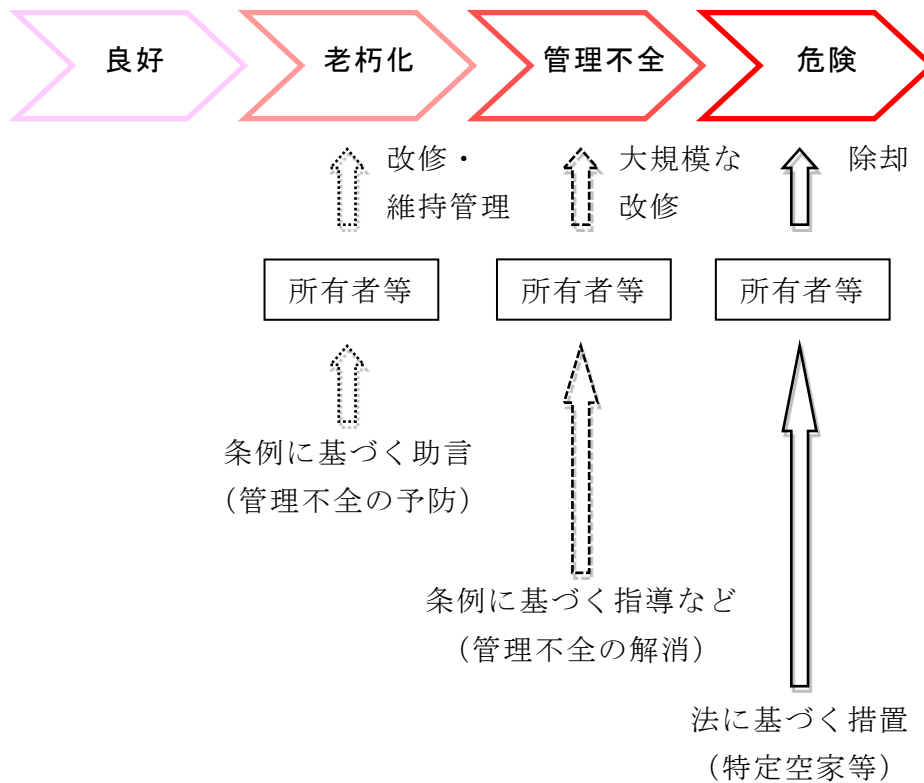 良好
老朽化
管理不全
危険
改修・
維持管理
大規模な
改修
除却
所有者等
所有者等
所有者等
条例に基づく助言
（管理不全の予防）
条例に基づく指導など
（管理不全の解消）
法に基づく措置
（特定空家等）